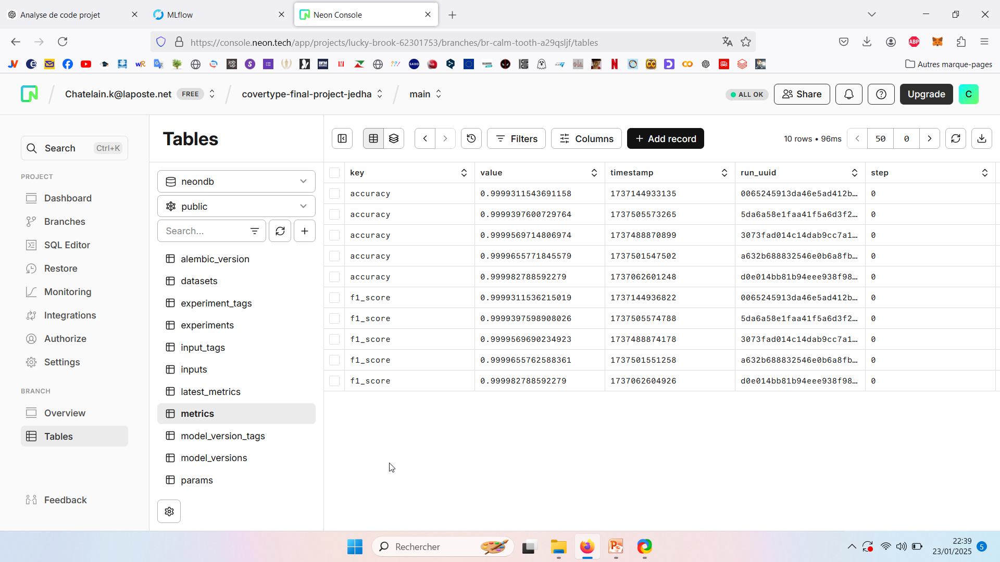 Analyse de code projet
MLflow
Neon Console
https://console.neon.tech/app/projects/lucky-brook-62301753/branches/br-calm-tooth-a29qsljf/tables
Autres marque-pages
Chatelain.k@laposte.net FREE
covertype-final-project-jedha
main
ALL OK
Share
Upgrade
C
Search Ctrl+K
PROJECT
Dashboard
Branches
SQL Editor
Restore
Monitoring
Integrations
Authorize
Settings
BRANCH
Overview
Tables
Feedback
Tables
neondb
public
Search...
alembic_version
datasets
experiment_tags
experiments
input_tags
inputs
latest_metrics
metrics
model_version_tags
model_versions
params
Filters
Columns
Add record
10 rows • 96ms
50
0
key value timestamp run_uuid step
accuracy 0.9999311543691158 1737144933135 0065245913da46e5ad412b… 0
accuracy 0.9999397600729764 1737505573265 5da6a58e1faa41f5a6d3f2… 0
accuracy 0.9999569714806974 1737488870899 3073fad014c14dab9cc7a1… 0
accuracy 0.9999655771845579 1737501547502 a632b688832546e0b6a8fb… 0
accuracy 0.999982788592279 1737062601248 d0e014bb81b94eee938f98… 0
f1_score 0.9999311536215019 1737144936822 0065245913da46e5ad412b… 0
f1_score 0.9999397598908026 1737505574788 5da6a58e1faa41f5a6d3f2… 0
f1_score 0.9999569690234923 1737488874178 3073fad014c14dab9cc7a1… 0
f1_score 0.9999655762588361 1737501551258 a632b688832546e0b6a8fb… 0
f1_score 0.999982788592279 1737062604926 d0e014bb81b94eee938f98… 0
Rechercher
22:39
23/01/2025
5